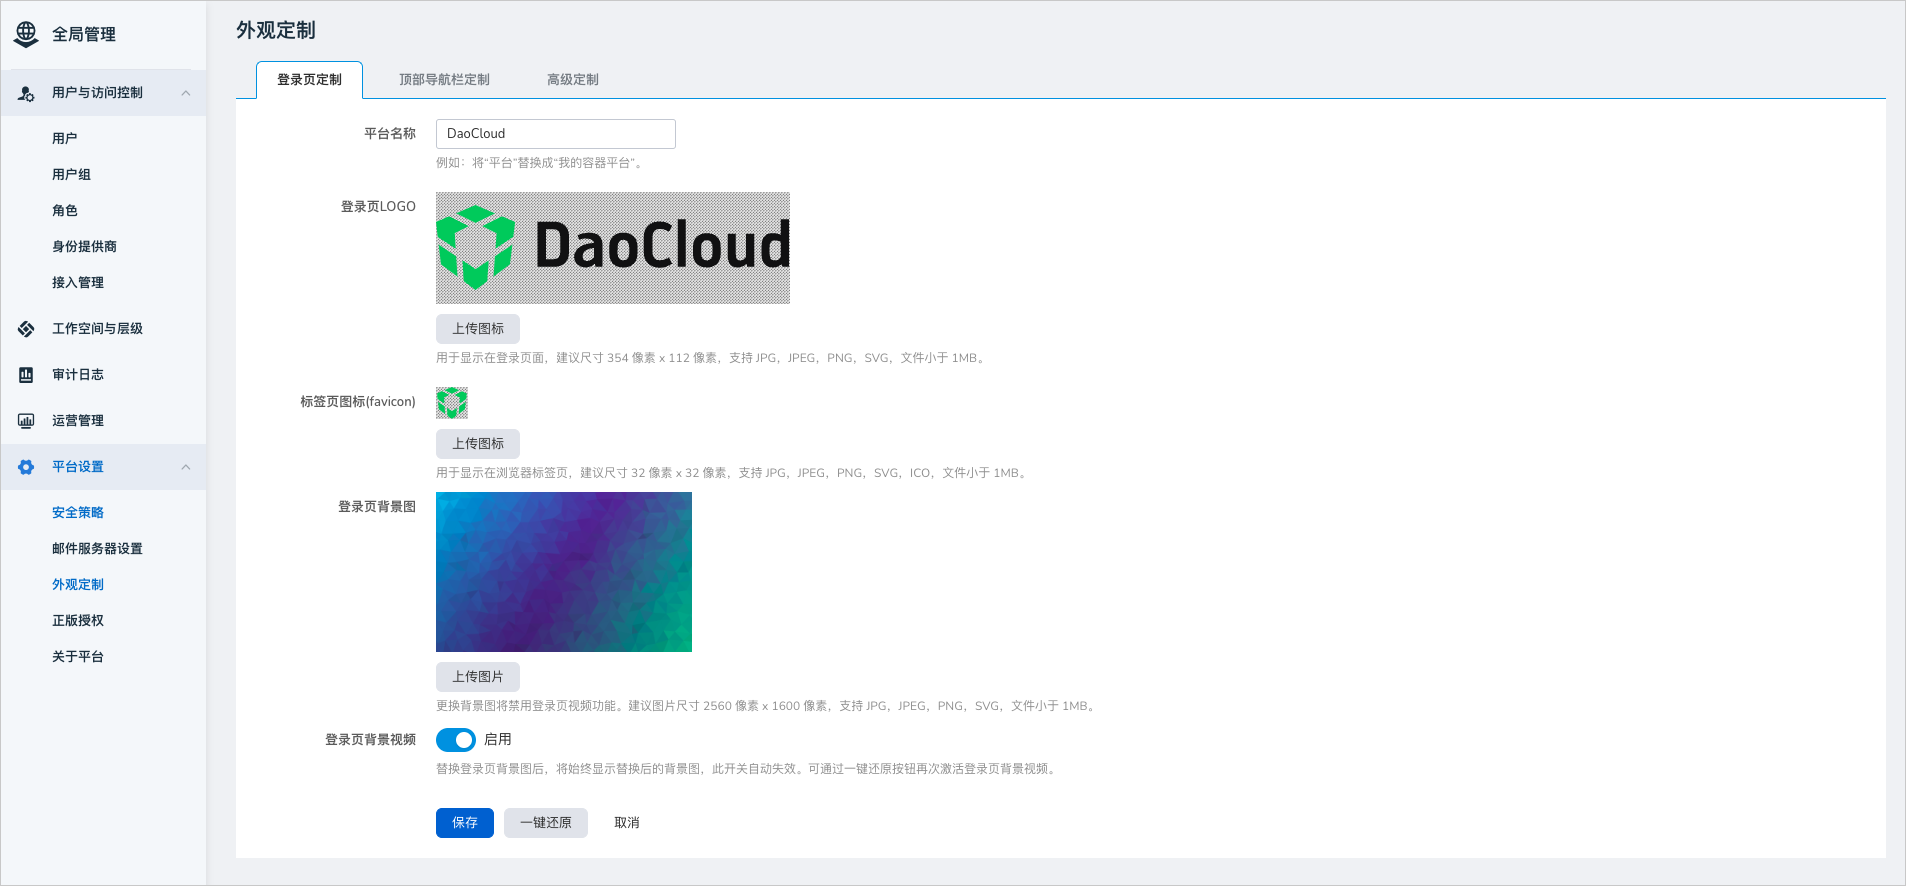 全局管理
用户与访问控制
用户
用户组
角色
身份提供商
接入管理
工作空间与层级
审计日志
运营管理
平台设置
安全策略
邮件服务器设置
外观定制
正版授权
关于平台
外观定制
登录页定制
顶部导航栏定制
高级定制
平台名称
DaoCloud
例如：将“平台”替换成“我的容器平台”。
登录页LOGO
DaoCloud
上传图标
用于显示在登录页面，建议尺寸 354 像素 x 112 像素，支持 JPG，JPEG，PNG，SVG，文件小于 1MB。
标签页图标(favicon)
上传图标
用于显示在浏览器标签页，建议尺寸 32 像素 x 32 像素，支持 JPG，JPEG，PNG，SVG，ICO，文件小于 1MB。
登录页背景图
上传图片
更换背景图将禁用登录页视频功能。建议图片尺寸 2560 像素 x 1600 像素，支持 JPG，JPEG，PNG，SVG，文件小于 1MB。
登录页背景视频
启用
替换登录页背景图后，将始终显示替换后的背景图，此开关自动失效。可通过一键还原按钮再次激活登录页背景视频。
保存
一键还原
取消